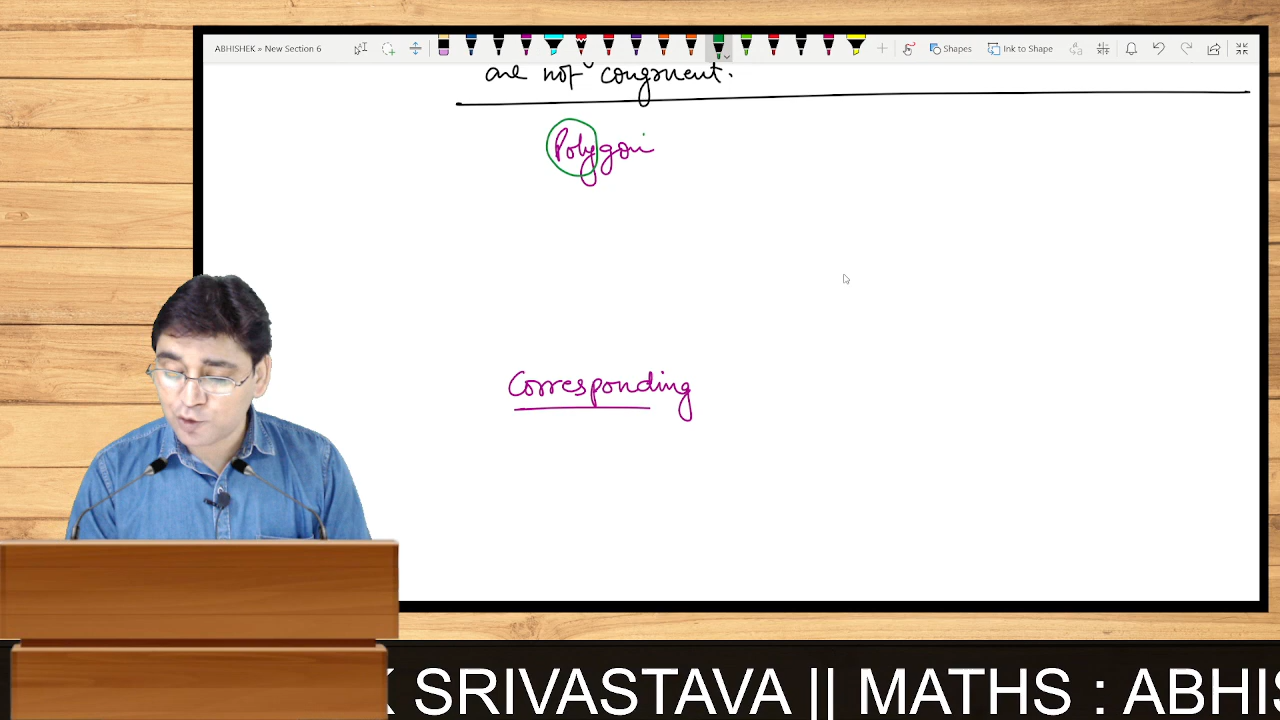 ABHISHEK » New Section 6
Shapes
Ink to Shape
are not congruent.
Polygon
Corresponding
K SRIVASTAVA || MATHS : ABHIS